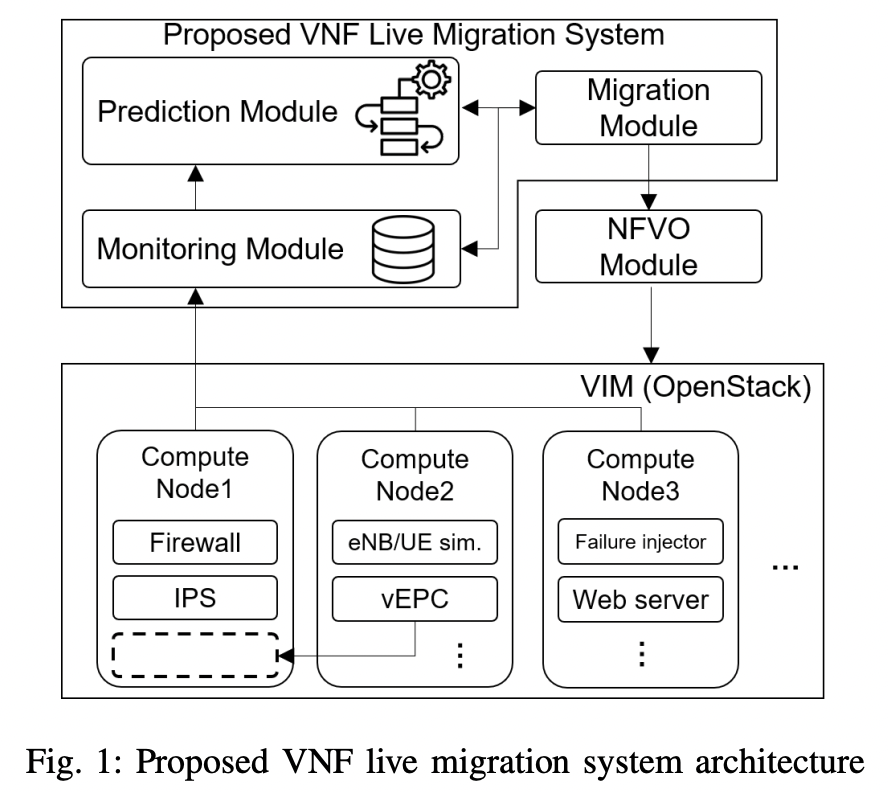 Proposed VNF Live Migration System
Prediction Module
Migration
Module
Monitoring Module
NFVO
Module
VIM (OpenStack)
Compute
Node1
Firewall
IPS
Compute
Node2
eNB/UE sim.
vEPC
⋮
Compute
Node3
Failure injector
Web server
⋮
...
Fig. 1: Proposed VNF live migration system architecture